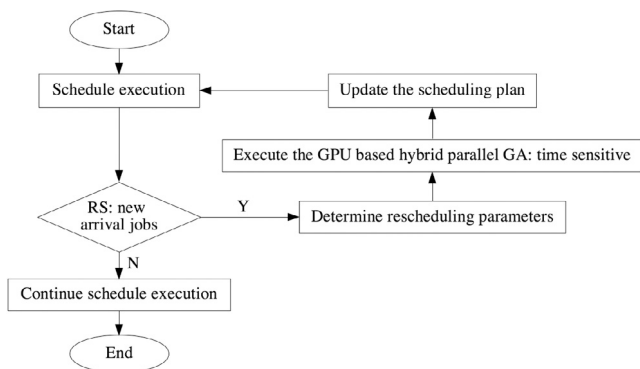 Start
Schedule execution
Update the scheduling plan
Execute the GPU based hybrid parallel GA: time sensitive
RS: new
arrival jobs
Y
Determine rescheduling parameters
N
Continue schedule execution
End